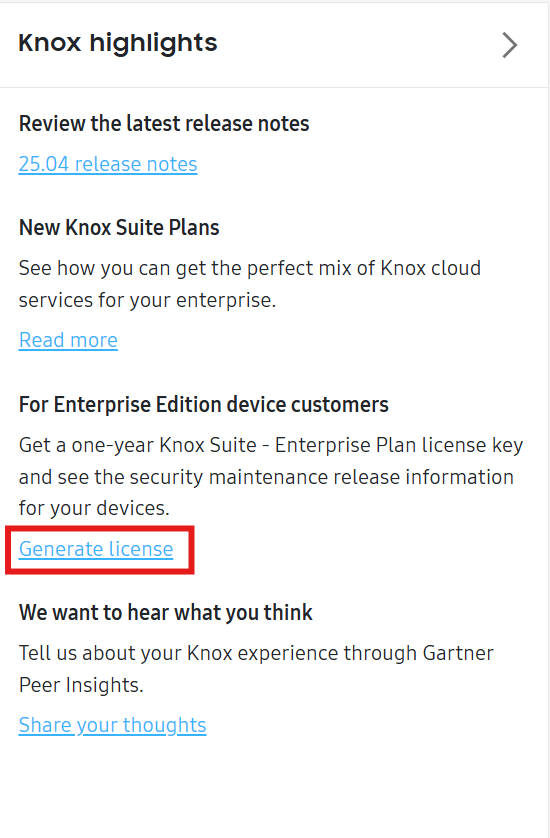 Knox highlights
Review the latest release notes
25.04 release notes
New Knox Suite Plans
See how you can get the perfect mix of Knox cloud
services for your enterprise.
Read more
For Enterprise Edition device customers
Get a one-year Knox Suite - Enterprise Plan license key
and see the security maintenance release information
for your devices.
Generate license
We want to hear what you think
Tell us about your Knox experience through Gartner
Peer Insights.
Share your thoughts